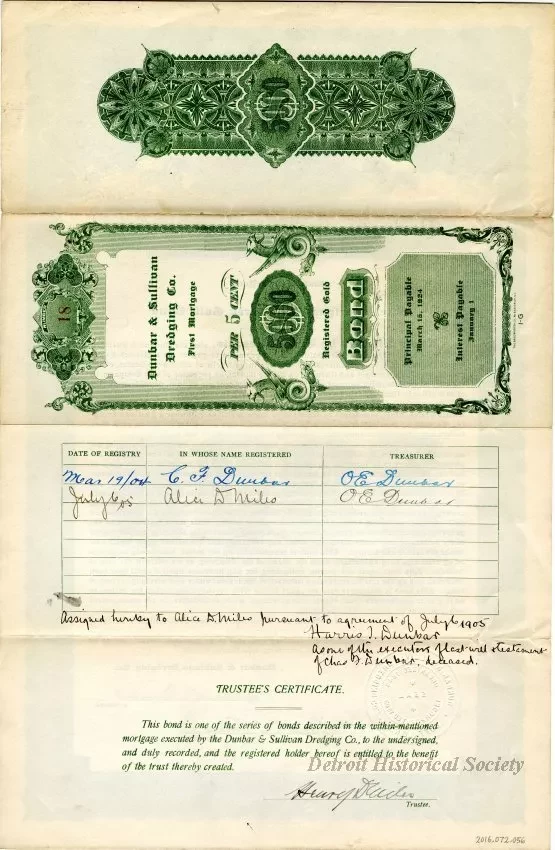 5000
18
Dunbar & Sullivan
Dredging Co.
First Mortgage
PER 5 CENT
5000
Registered Gold
Bond
Principal Payable
March 15, 1924
Interest Payable
January 1
DATE OF REGISTRY IN WHOSE NAME REGISTERED TREASURER
Mar 19/04 C. F. Dunbar OE Dunbar
July 6/05 Alice D Miles OE Dunbar
Assigned hereby to Alice D. Miles pursuant to agreement of July 6 1905
Harris T. Dunbar
As one of the executors of last will & testament
of Chas F. Dunbar, deceased.
TRUSTEE'S CERTIFICATE.
This bond is one of the series of bonds described in the within-mentioned
mortgage executed by the Dunbar & Sullivan Dredging Co., to the undersigned,
and duly recorded, and the registered holder hereof is entitled to the benefit
of the trust thereby created.
Detroit Historical Society
Trustee.
2016.072.056